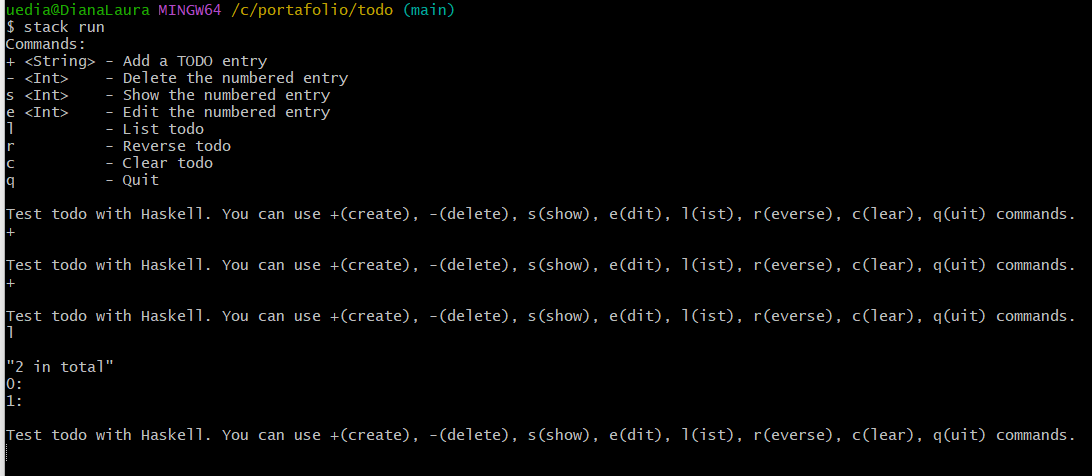 uedia@DianaLaura MINGW64 /c/portafolio/todo (main)
$ stack run
Commands:
+ <String> - Add a TODO entry
- <Int>    - Delete the numbered entry
s <Int>    - Show the numbered entry
e <Int>    - Edit the numbered entry
l          - List todo
r          - Reverse todo
c          - Clear todo
q          - Quit

Test todo with Haskell. You can use +(create), -(delete), s(show), e(dit), l(ist), r(everse), c(lear), q(uit) commands.
+

Test todo with Haskell. You can use +(create), -(delete), s(show), e(dit), l(ist), r(everse), c(lear), q(uit) commands.
+

Test todo with Haskell. You can use +(create), -(delete), s(show), e(dit), l(ist), r(everse), c(lear), q(uit) commands.
l

"2 in total"
0:
1:

Test todo with Haskell. You can use +(create), -(delete), s(show), e(dit), l(ist), r(everse), c(lear), q(uit) commands.